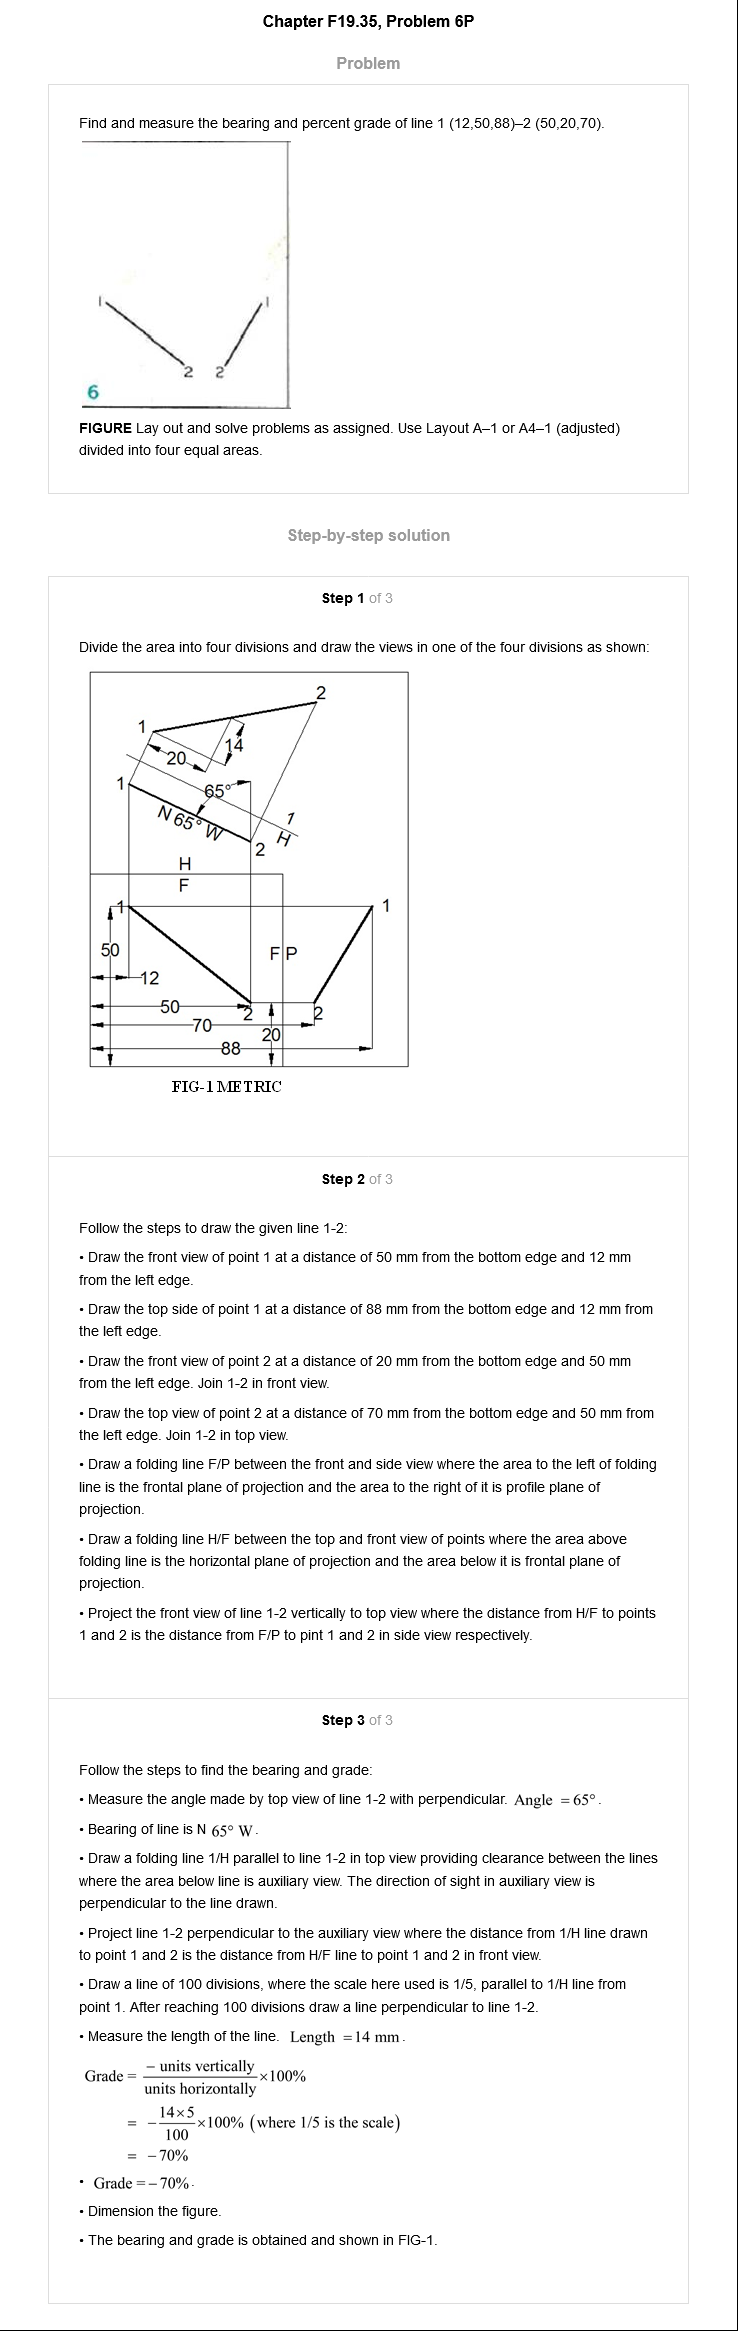 Chapter F19.35, Problem 6P
Problem
Find and measure the bearing and percent grade of line 1 (12,50,88)–2 (50,20,70).
1
1
2
2
6
FIGURE Lay out and solve problems as assigned. Use Layout A–1 or A4–1 (adjusted)
divided into four equal areas.
Step-by-step solution
Step 1 of 3
Divide the area into four divisions and draw the views in one of the four divisions as shown:
2
1
14
20
1
65°
N 65° W
1
H
2
H
F
1
1
50
F P
12
50
2
2
70
20
88
FIG-1 METRIC
Step 2 of 3
Follow the steps to draw the given line 1-2:
• Draw the front view of point 1 at a distance of 50 mm from the bottom edge and 12 mm
from the left edge.
• Draw the top side of point 1 at a distance of 88 mm from the bottom edge and 12 mm from
the left edge.
• Draw the front view of point 2 at a distance of 20 mm from the bottom edge and 50 mm
from the left edge. Join 1-2 in front view.
• Draw the top view of point 2 at a distance of 70 mm from the bottom edge and 50 mm from
the left edge. Join 1-2 in top view.
• Draw a folding line F/P between the front and side view where the area to the left of folding
line is the frontal plane of projection and the area to the right of it is profile plane of
projection.
• Draw a folding line H/F between the top and front view of points where the area above
folding line is the horizontal plane of projection and the area below it is frontal plane of
projection.
• Project the front view of line 1-2 vertically to top view where the distance from H/F to points
1 and 2 is the distance from F/P to pint 1 and 2 in side view respectively.
Step 3 of 3
Follow the steps to find the bearing and grade:
• Measure the angle made by top view of line 1-2 with perpendicular. Angle = 65° .
• Bearing of line is N 65° W .
• Draw a folding line 1/H parallel to line 1-2 in top view providing clearance between the lines
where the area below line is auxiliary view. The direction of sight in auxiliary view is
perpendicular to the line drawn.
• Project line 1-2 perpendicular to the auxiliary view where the distance from 1/H line drawn
to point 1 and 2 is the distance from H/F line to point 1 and 2 in front view.
• Draw a line of 100 divisions, where the scale here used is 1/5, parallel to 1/H line from
point 1. After reaching 100 divisions draw a line perpendicular to line 1-2.
• Measure the length of the line. Length = 14 mm .
Grade = − units vertically / units horizontally ×100%
= − 14×5 / 100 ×100% (where 1/5 is the scale)
= − 70%
• Grade = − 70% .
• Dimension the figure.
• The bearing and grade is obtained and shown in FIG-1.